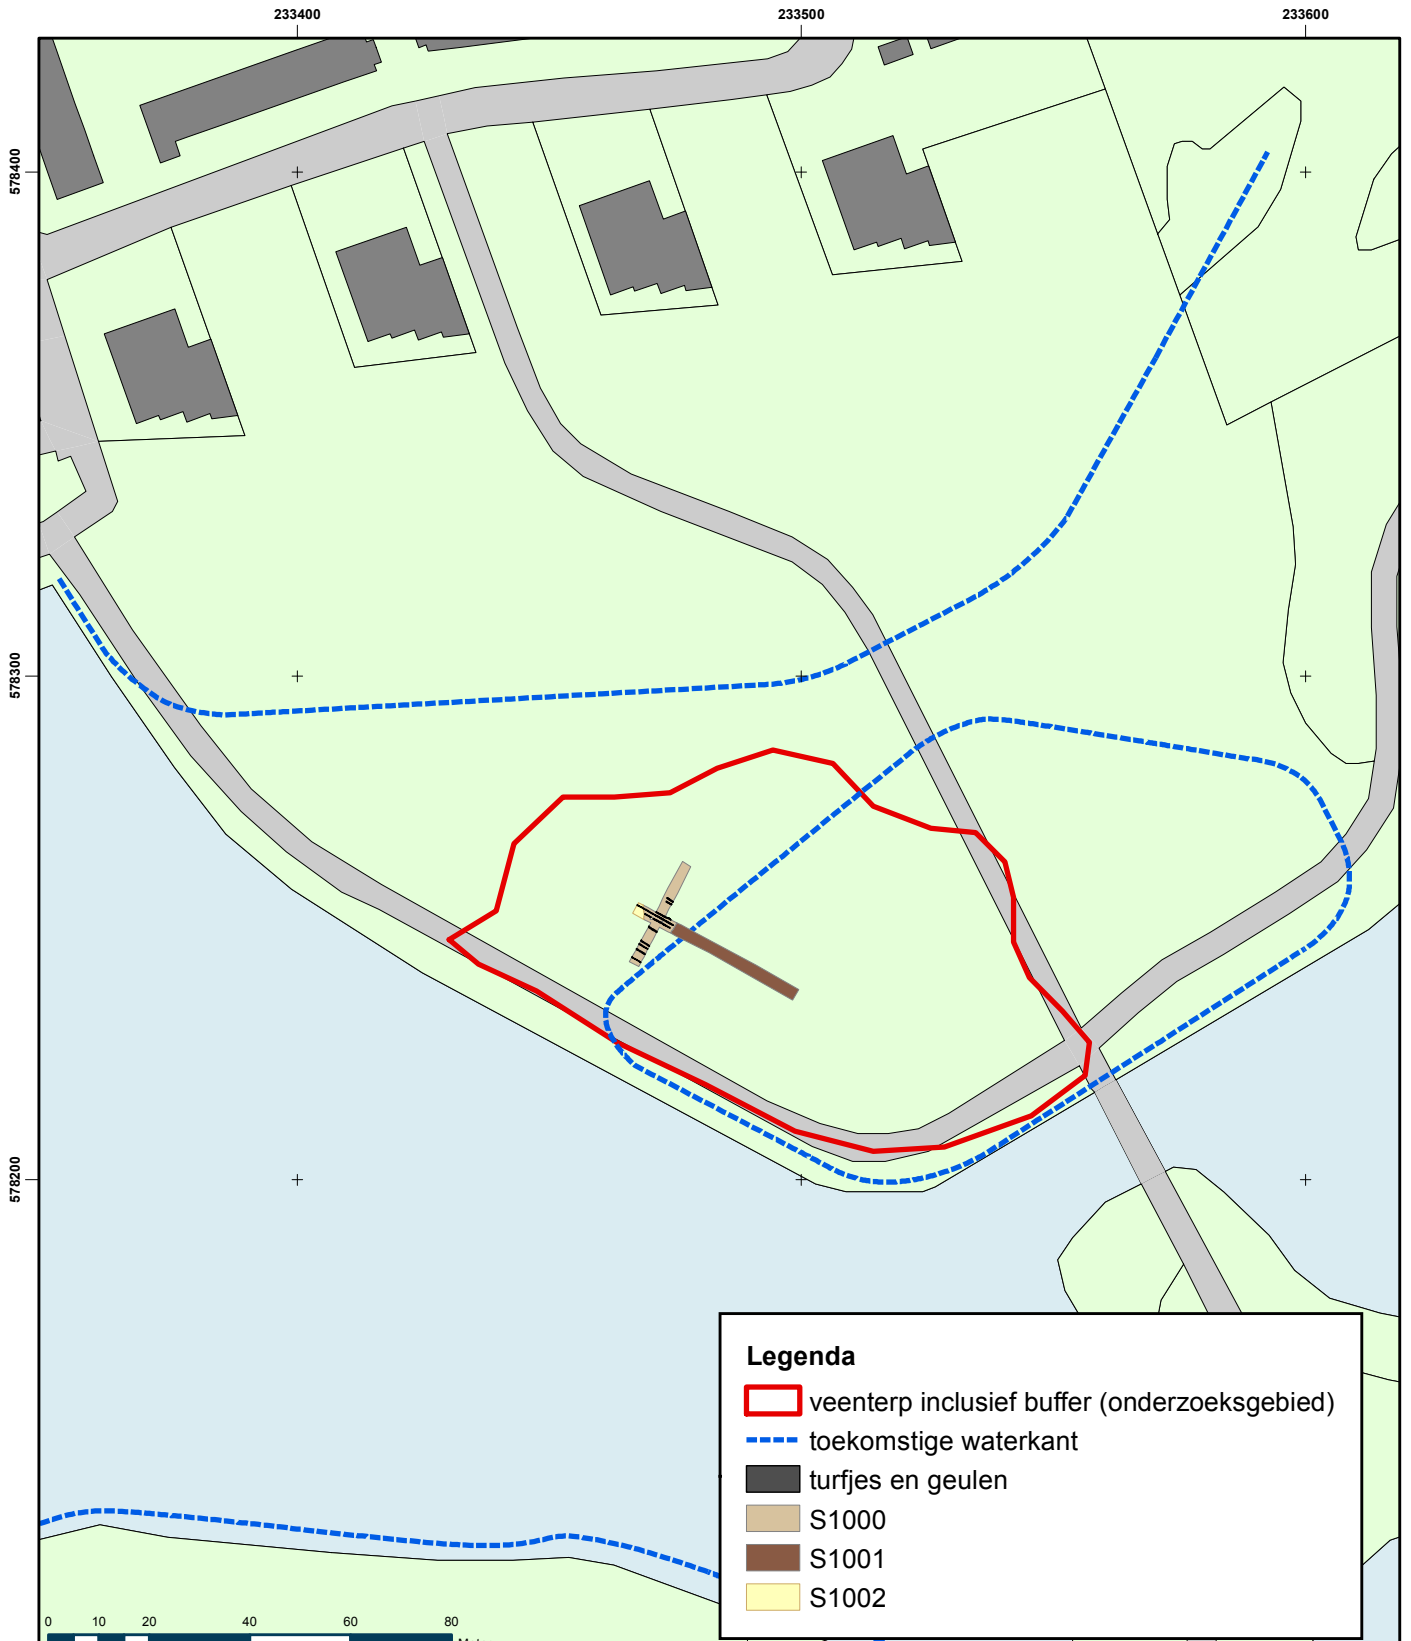 233400 233500 233600
578400
578300
578200
Legenda
veenterp inclusief buffer (onderzoeksgebied)
toekomstige waterkant
turfjes en geulen
S1000
S1001
S1002
0 10 20 40 60 80